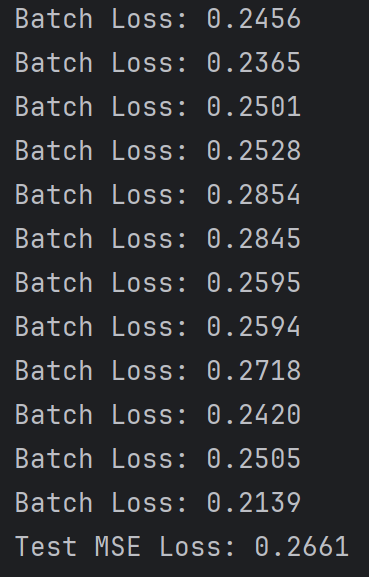 Batch Loss: 0.2456
Batch Loss: 0.2365
Batch Loss: 0.2501
Batch Loss: 0.2528
Batch Loss: 0.2854
Batch Loss: 0.2845
Batch Loss: 0.2595
Batch Loss: 0.2594
Batch Loss: 0.2718
Batch Loss: 0.2420
Batch Loss: 0.2505
Batch Loss: 0.2139
Test MSE Loss: 0.2661